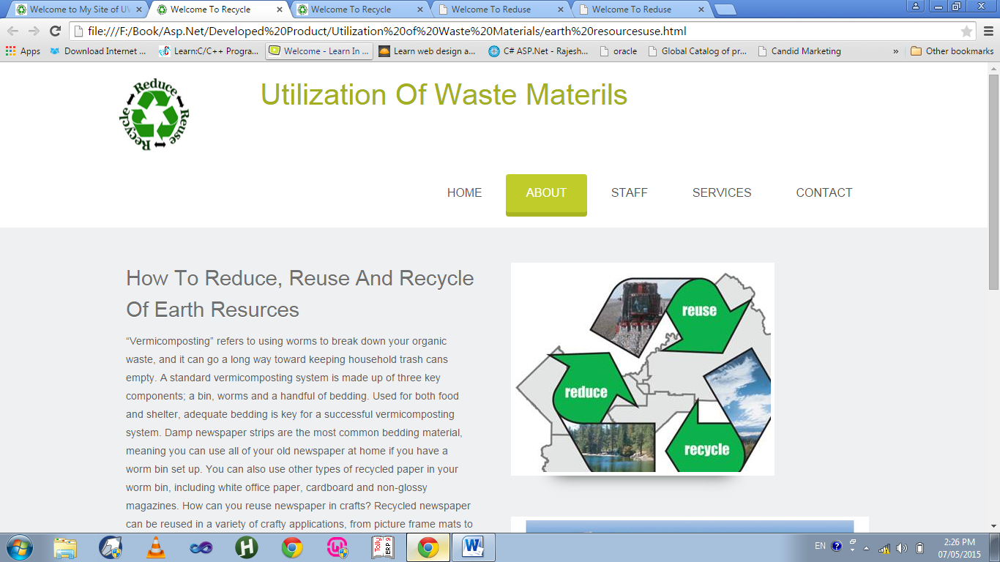 Welcome to My Site of UW
Welcome To Recycle
Welcome To Recycle
Welcome To Reduse
Welcome To Reduse
file:///F:/Book/Asp.Net/Developed%20Product/Utilization%20of%20Waste%20Materials/earth%20resourcesuse.html
Apps
Download Internet ...
Learn:C/C++ Progra...
Welcome - Learn In ...
Learn web design a...
C# ASP.Net - Rajesh...
oracle
Global Catalog of pr...
Candid Marketing
»
Other bookmarks
Reduce
Reuse
Recycle
Utilization Of Waste Materils
HOME
ABOUT
STAFF
SERVICES
CONTACT
How To Reduce, Reuse And Recycle
Of Earth Resurces
“Vermicomposting” refers to using worms to break down your organic
waste, and it can go a long way toward keeping household trash cans
empty. A standard vermicomposting system is made up of three key
components; a bin, worms and a handful of bedding. Used for both food
and shelter, adequate bedding is key for a successful vermicomposting
system. Damp newspaper strips are the most common bedding material,
meaning you can use all of your old newspaper at home if you have a
worm bin set up. You can also use other types of recycled paper in your
worm bin, including white office paper, cardboard and non-glossy
magazines. How can you reuse newspaper in crafts? Recycled newspaper
can be reused in a variety of crafty applications, from picture frame mats to
reuse
reduce
recycle
Tally
ERP 9
EN
2:26 PM
07/05/2015